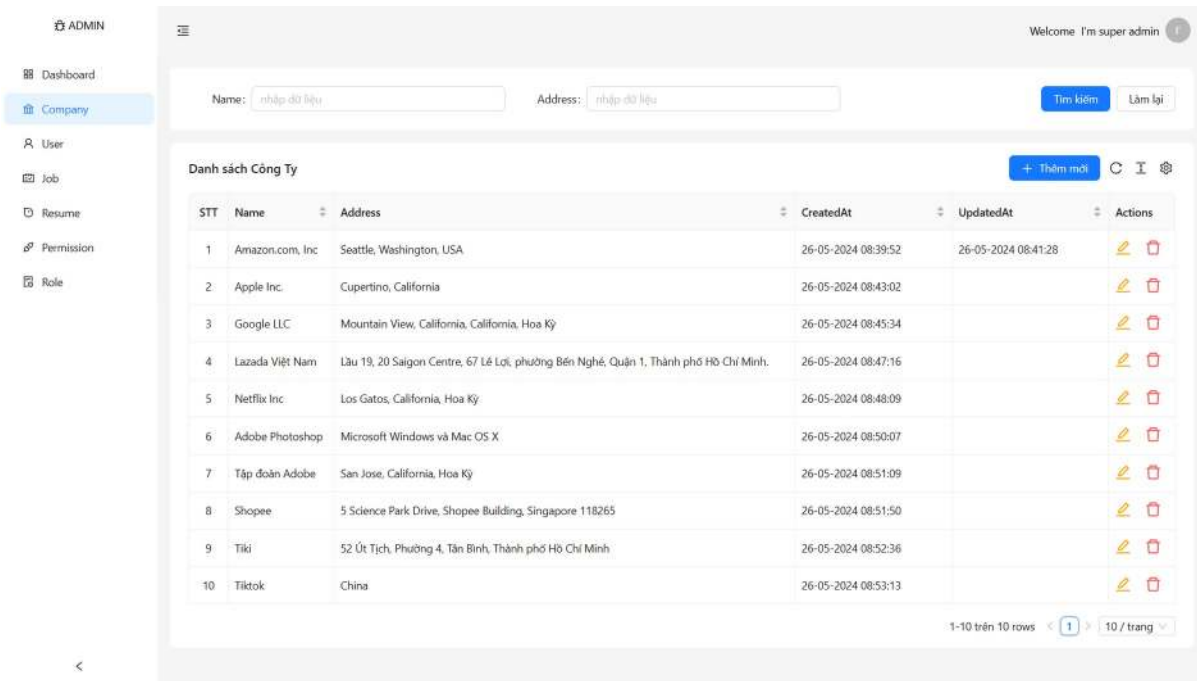 ADMIN
Welcome I'm super admin
Dashboard
Company
User
Job
Resume
Permission
Role
Name: nhập dữ liệu Address: nhập dữ liệu Tìm kiếm Làm lại
Danh sách Công Ty + Thêm mới
STT Name Address CreatedAt UpdatedAt Actions
1 Amazon.com, Inc Seattle, Washington, USA 26-05-2024 08:39:52 26-05-2024 08:41:28
2 Apple Inc. Cupertino, California 26-05-2024 08:43:02
3 Google LLC Mountain View, California, California, Hoa Kỳ 26-05-2024 08:45:34
4 Lazada Việt Nam Lầu 19, 20 Saigon Centre, 67 Lê Lợi, phường Bến Nghé, Quận 1, Thành phố Hồ Chí Minh. 26-05-2024 08:47:16
5 Netflix Inc Los Gatos, California, Hoa Kỳ 26-05-2024 08:48:09
6 Adobe Photoshop Microsoft Windows và Mac OS X 26-05-2024 08:50:07
7 Tập đoàn Adobe San Jose, California, Hoa Kỳ 26-05-2024 08:51:09
8 Shopee 5 Science Park Drive, Shopee Building, Singapore 118265 26-05-2024 08:51:50
9 Tiki 52 Út Tịch, Phường 4, Tân Bình, Thành phố Hồ Chí Minh 26-05-2024 08:52:36
10 Tiktok China 26-05-2024 08:53:13
1-10 trên 10 rows < 1 > 10 / trang